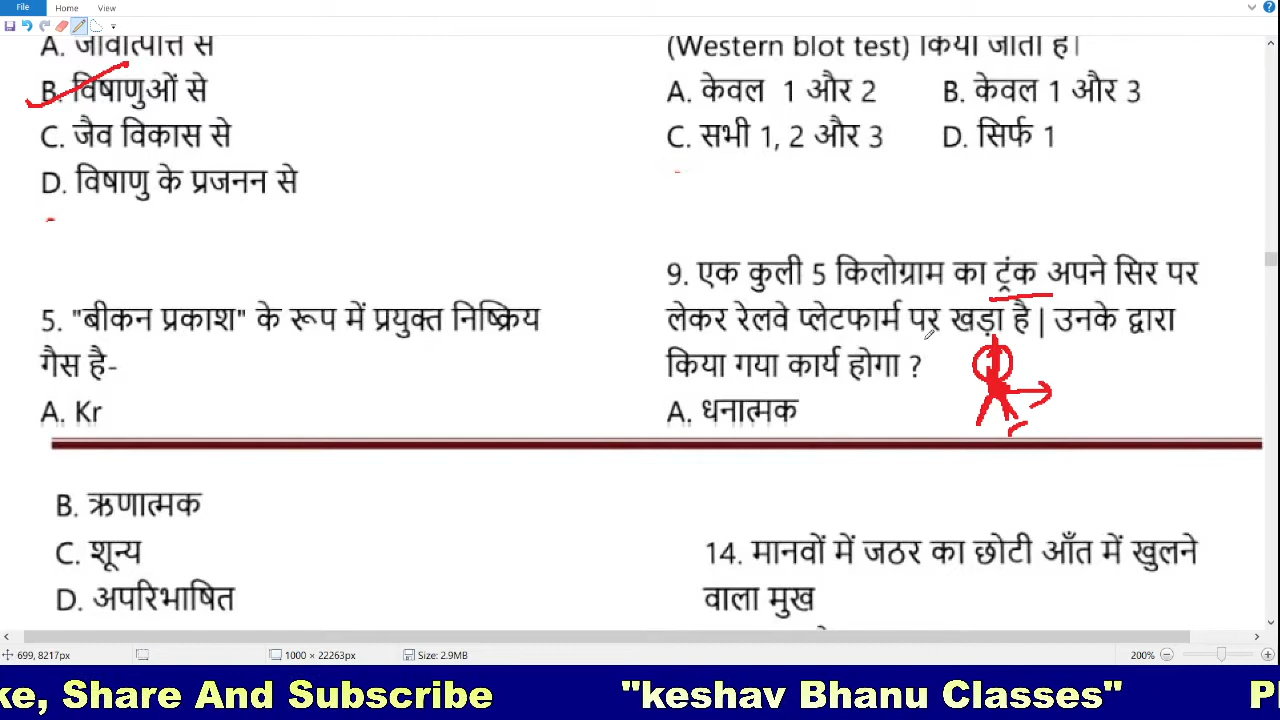 File Home View
A. जीवोत्पत्ति से
B. विषाणुओं से
C. जैव विकास से
D. विषाणु के प्रजनन से
5. "बीकन प्रकाश" के रूप में प्रयुक्त निष्क्रिय
गैस है-
A. Kr
(Western blot test) किया जाता है।
A. केवल 1 और 2 B. केवल 1 और 3
C. सभी 1, 2 और 3 D. सिर्फ 1
9. एक कुली 5 किलोग्राम का ट्रंक अपने सिर पर
लेकर रेलवे प्लेटफार्म पर खड़ा है | उनके द्वारा
किया गया कार्य होगा ?
A. धनात्मक
B. ऋणात्मक
C. शून्य
D. अपरिभाषित
14. मानवों में जठर का छोटी आँत में खुलने
वाला मुख
699, 8217px 1000 × 22263px Size: 2.9MB 200%
ke, Share And Subscribe "keshav Bhanu Classes" Pl